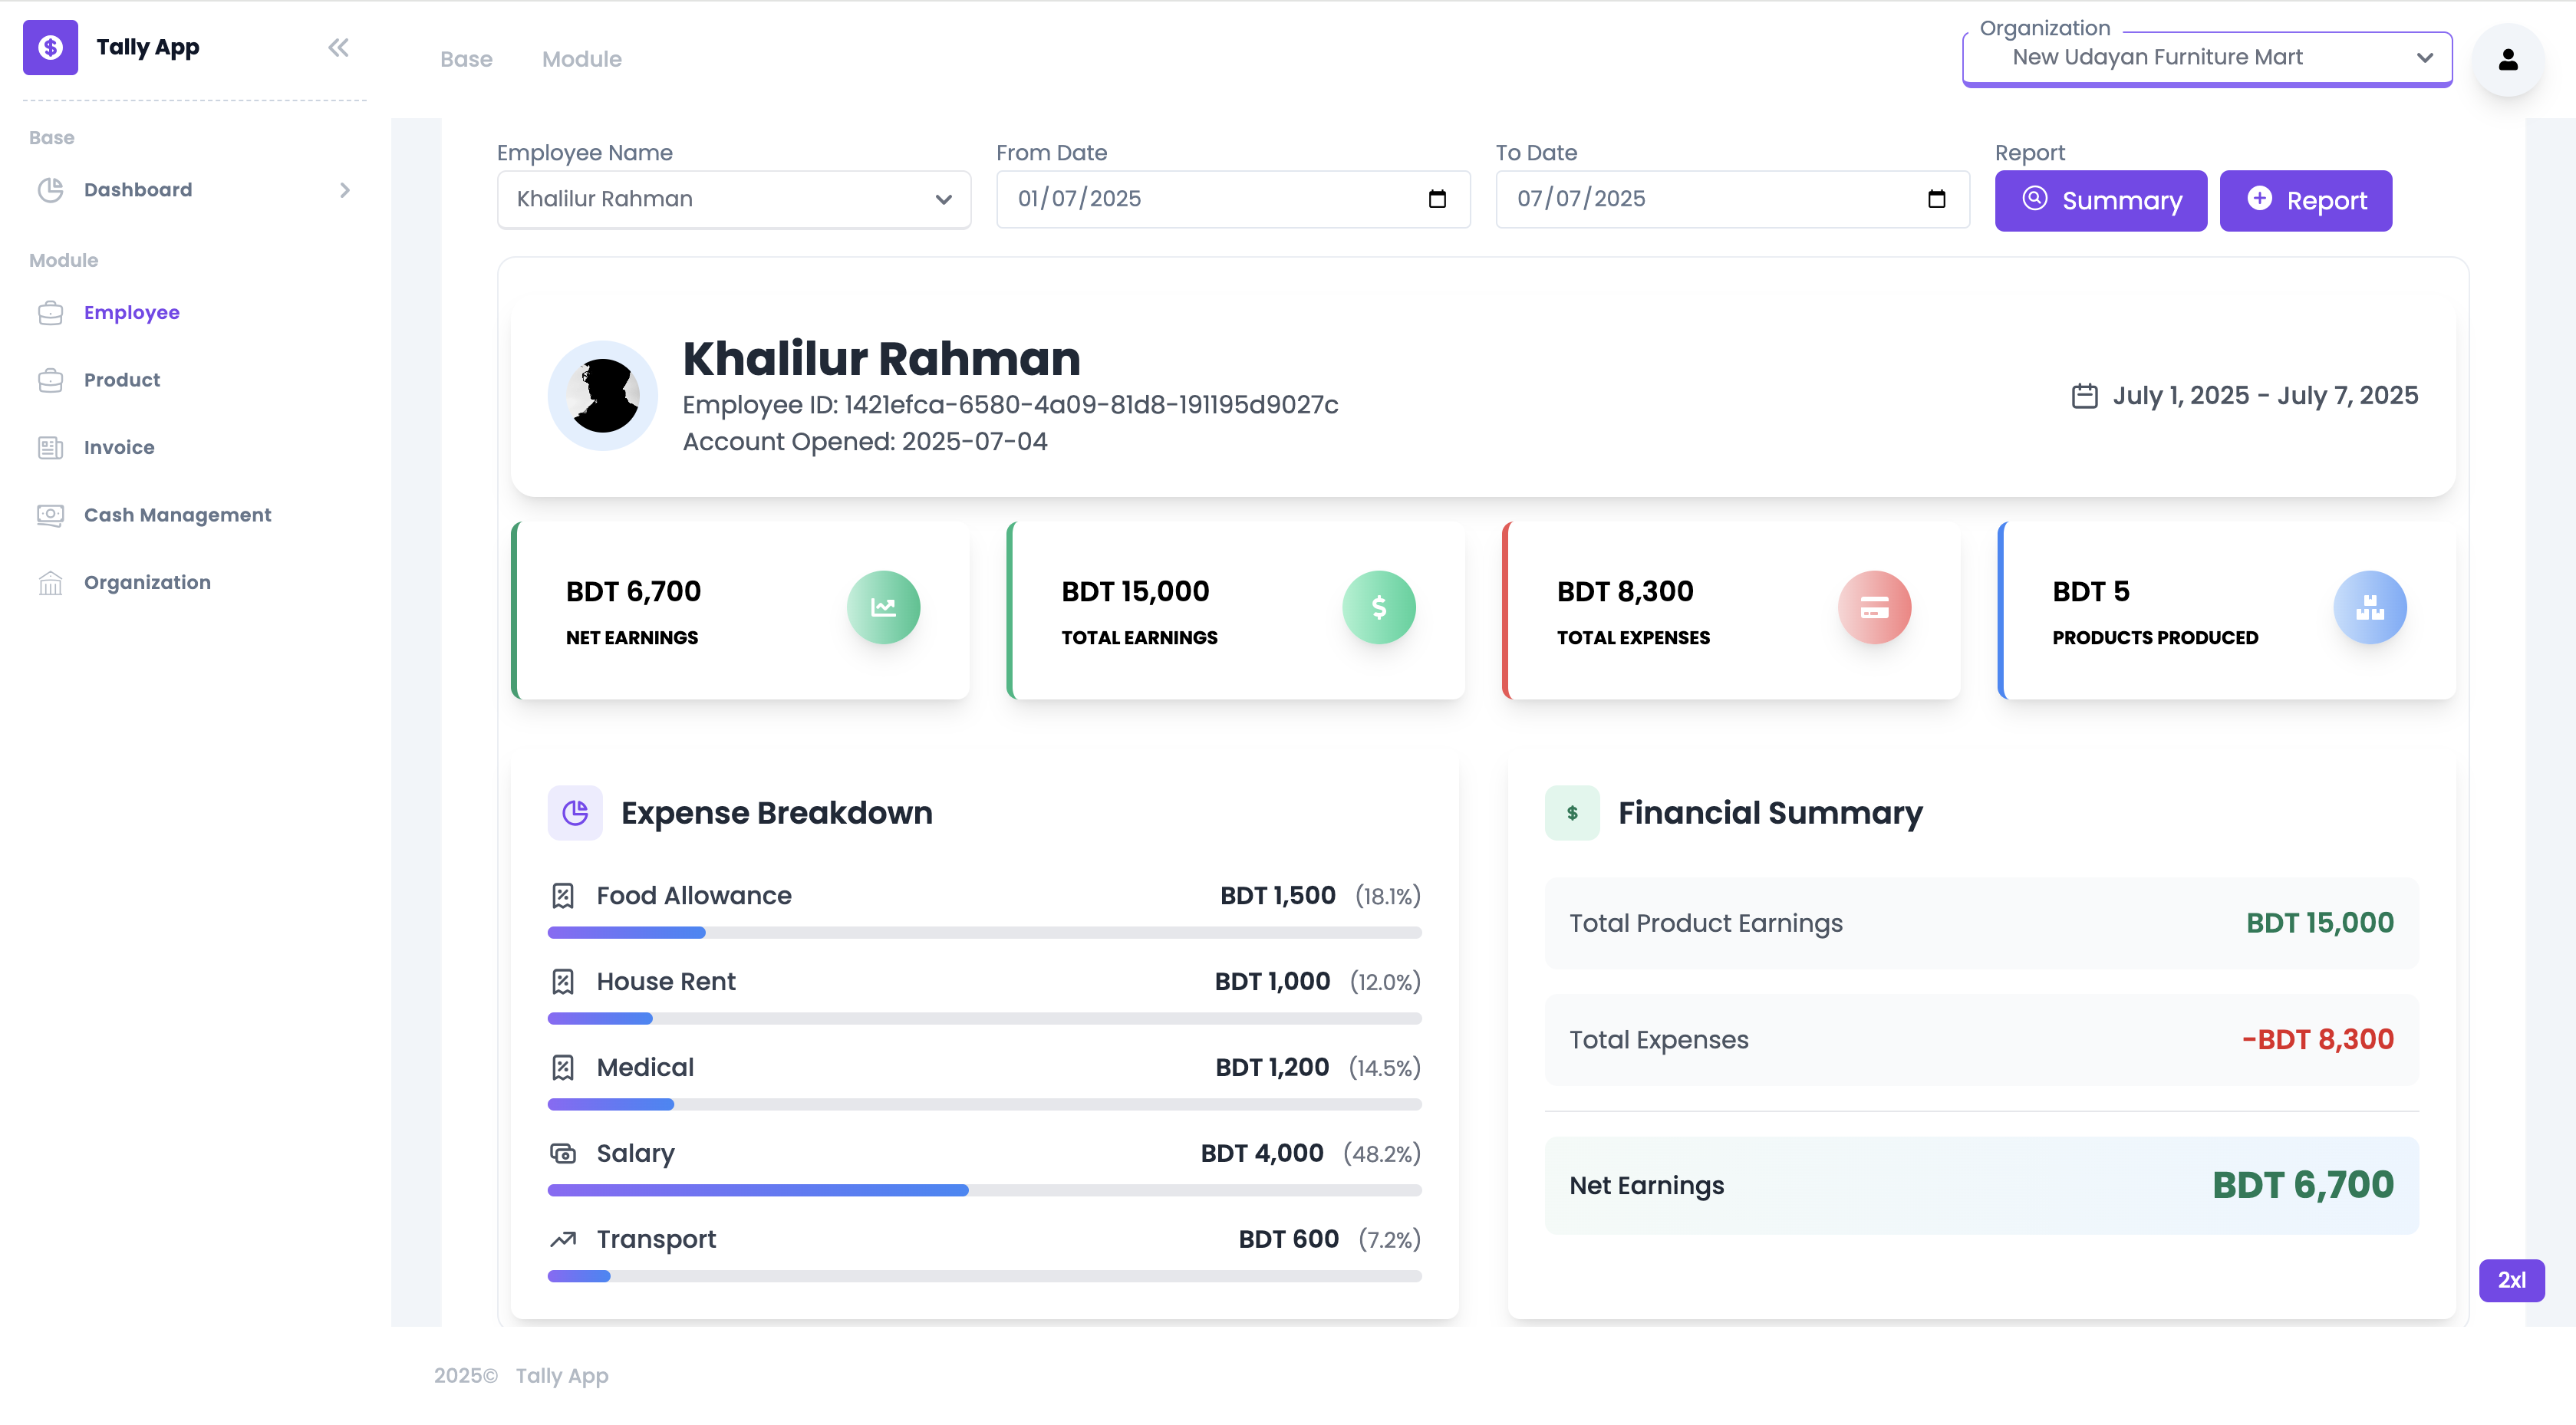 Tally App
Base
Dashboard
Module
Employee
Product
Invoice
Cash Management
Organization
Base Module
Organization
New Udayan Furniture Mart
Employee Name
Khalilur Rahman
From Date
01/07/2025
To Date
07/07/2025
Report
Summary
Report
Khalilur Rahman
Employee ID: 1421efca-6580-4a09-81d8-191195d9027c
Account Opened: 2025-07-04
July 1, 2025 - July 7, 2025
BDT 6,700
NET EARNINGS
BDT 15,000
TOTAL EARNINGS
BDT 8,300
TOTAL EXPENSES
BDT 5
PRODUCTS PRODUCED
Expense Breakdown
Food Allowance BDT 1,500 (18.1%)
House Rent BDT 1,000 (12.0%)
Medical BDT 1,200 (14.5%)
Salary BDT 4,000 (48.2%)
Transport BDT 600 (7.2%)
Financial Summary
Total Product Earnings BDT 15,000
Total Expenses -BDT 8,300
Net Earnings BDT 6,700
2xl
2025© Tally App